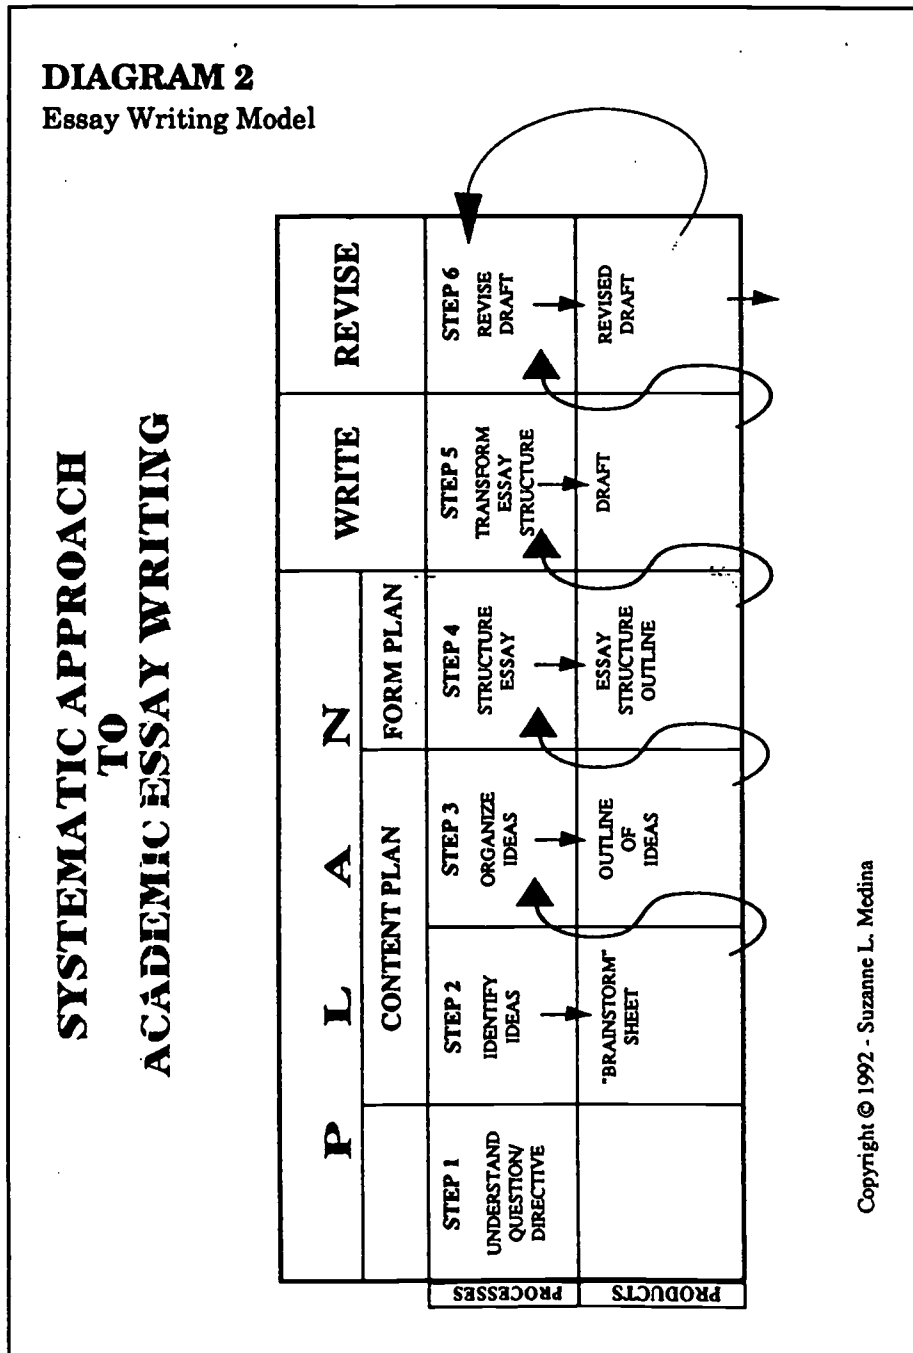 DIAGRAM 2
Essay Writing Model
SYSTEMATIC APPROACH
TO
ACADEMIC ESSAY WRITING
P L A N
WRITE
REVISE
CONTENT PLAN
FORM PLAN
PROCESSES
STEP 1
UNDERSTAND
QUESTION/
DIRECTIVE
STEP 2
IDENTIFY
IDEAS
STEP 3
ORGANIZE
IDEAS
STEP 4
STRUCTURE
ESSAY
STEP 5
TRANSFORM
ESSAY
STRUCTURE
STEP 6
REVISE
DRAFT
PRODUCTS
"BRAINSTORM"
SHEET
OUTLINE
OF
IDEAS
ESSAY
STRUCTURE
OUTLINE
DRAFT
REVISED
DRAFT
Copyright © 1992 - Suzanne L. Medina